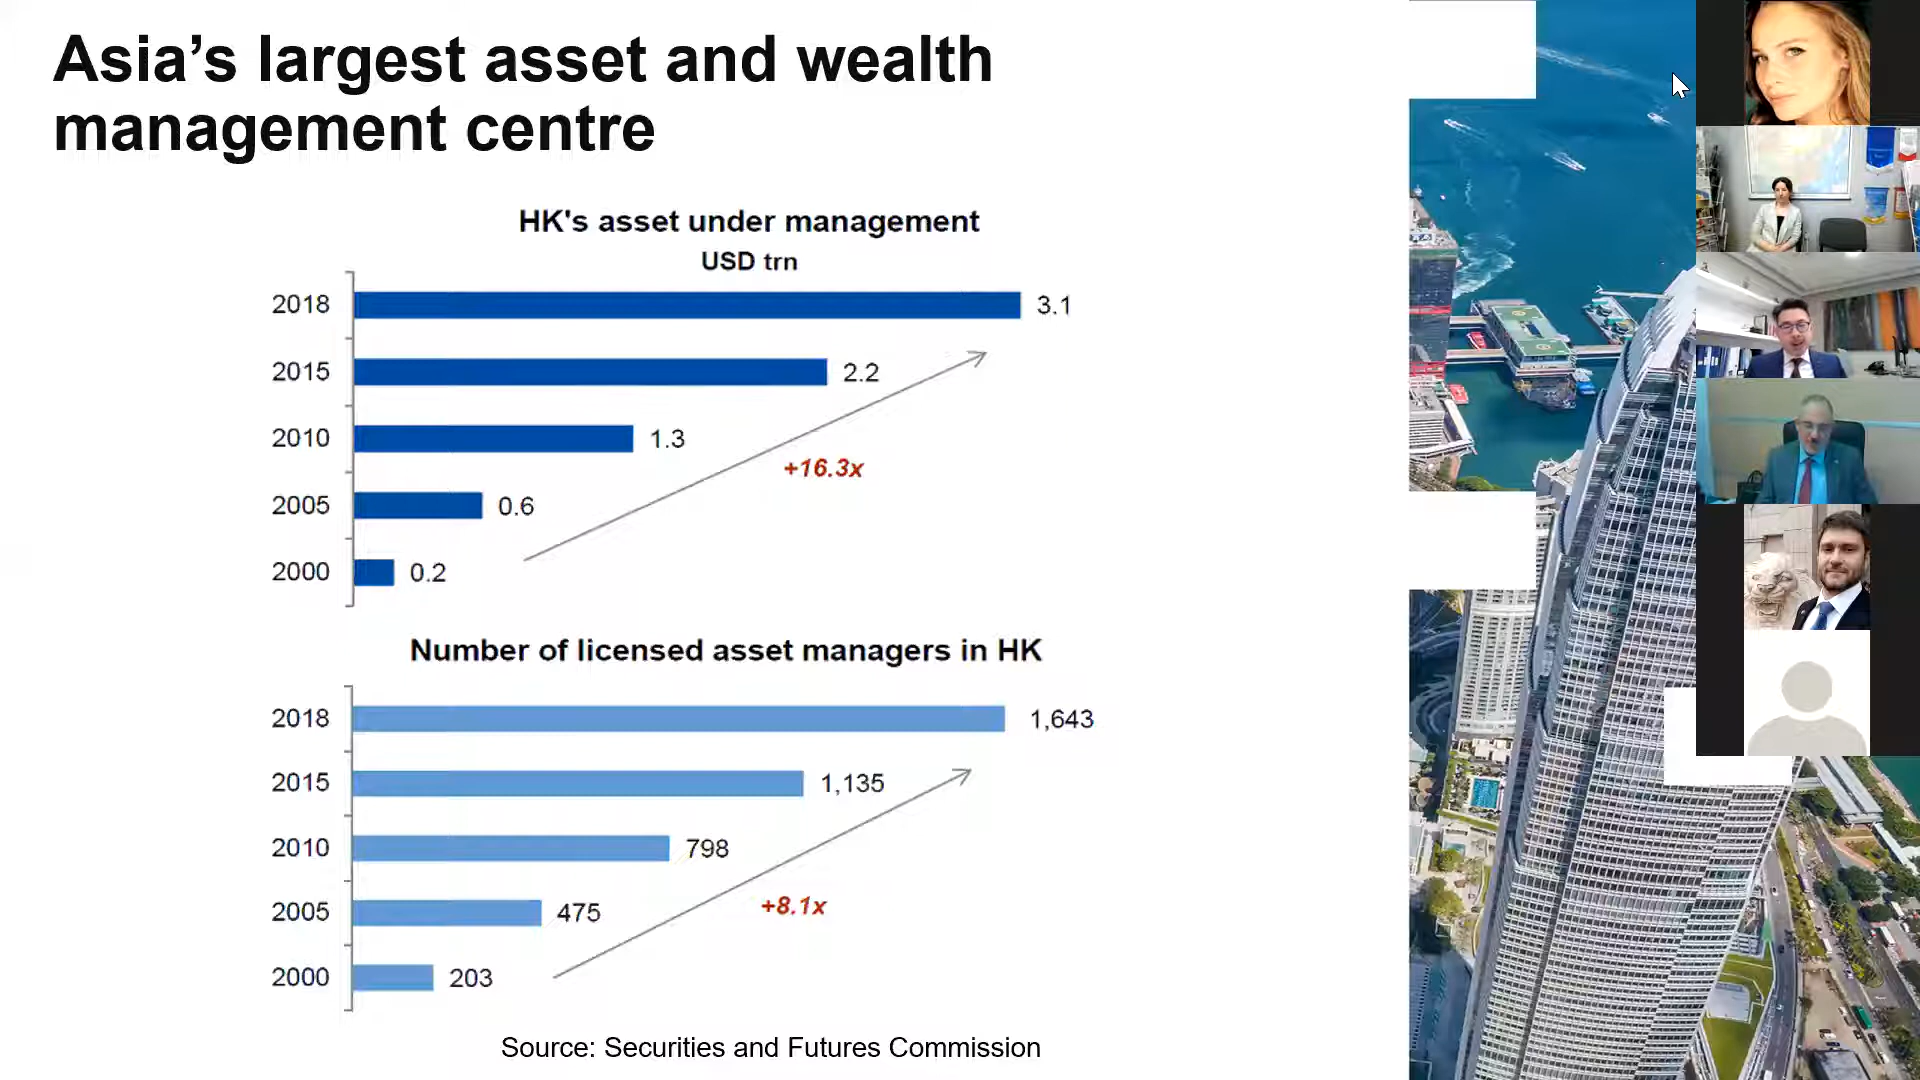 Asia’s largest asset and wealth
management centre
HK's asset under management
USD trn
2018 3.1
2015 2.2
2010 1.3
+16.3x
2005 0.6
2000 0.2
Number of licensed asset managers in HK
2018 1,643
2015 1,135
2010 798
+8.1x
2005 475
2000 203
Source: Securities and Futures Commission